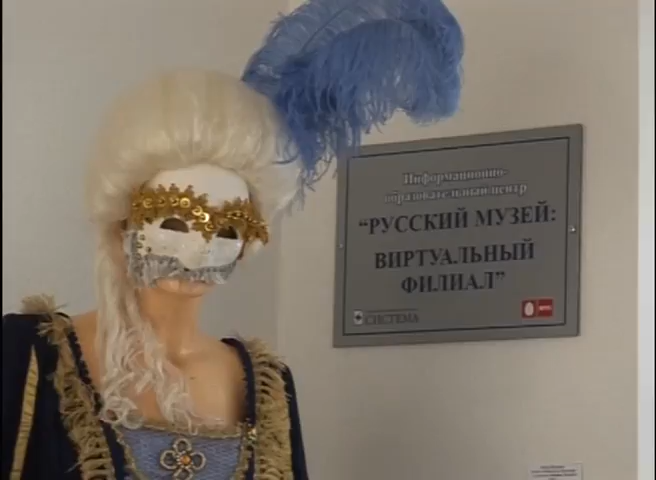 Информационно-
образовательный центр
“РУССКИЙ МУЗЕЙ:
ВИРТУАЛЬНЫЙ
ФИЛИАЛ”
СИСТЕМА